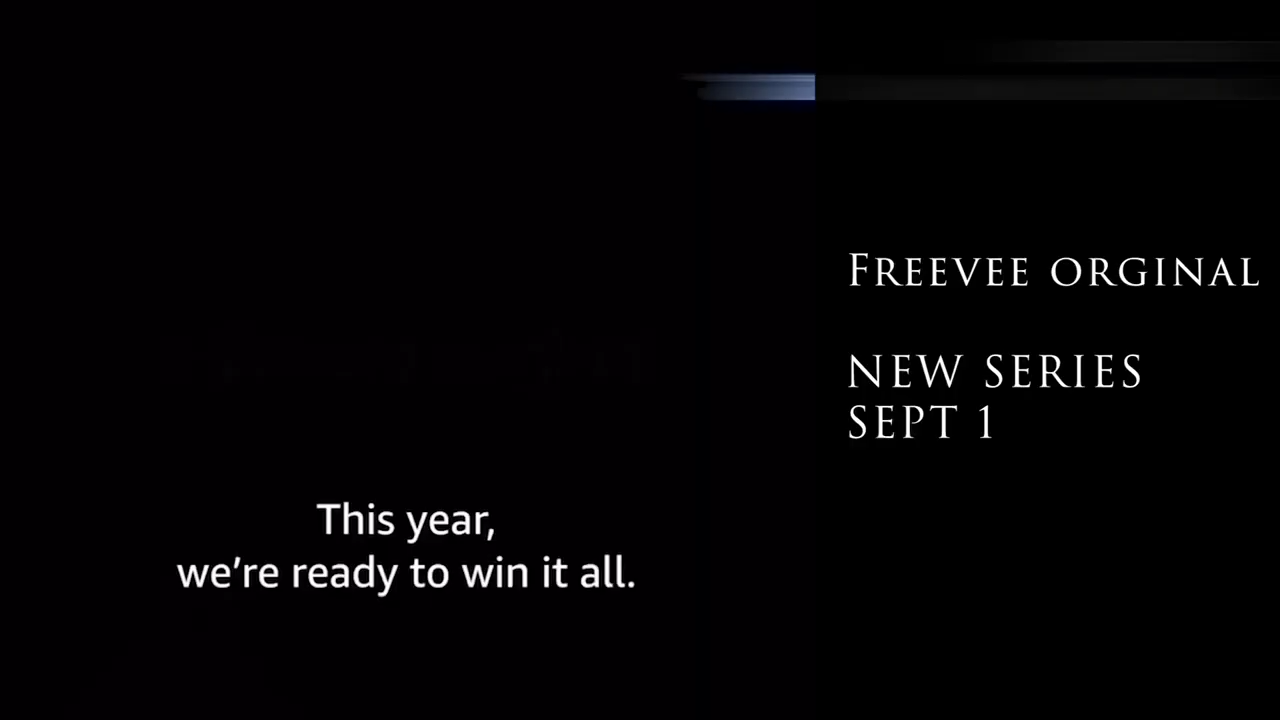 FREEVEE ORGINAL
NEW SERIES
SEPT 1
This year,
we're ready to win it all.